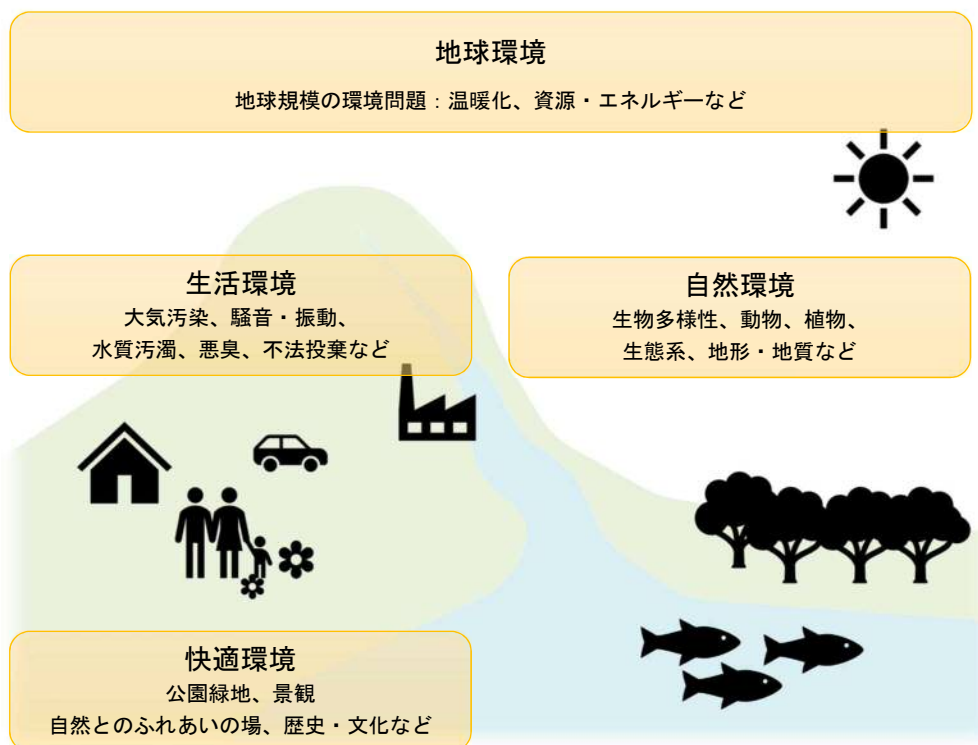 地球環境
地球規模の環境問題：温暖化、資源・エネルギーなど
生活環境
大気汚染、騒音・振動、
水質汚濁、悪臭、不法投棄など
自然環境
生物多様性、動物、植物、
生態系、地形・地質など
快適環境
公園緑地、景観
自然とのふれあいの場、歴史・文化など